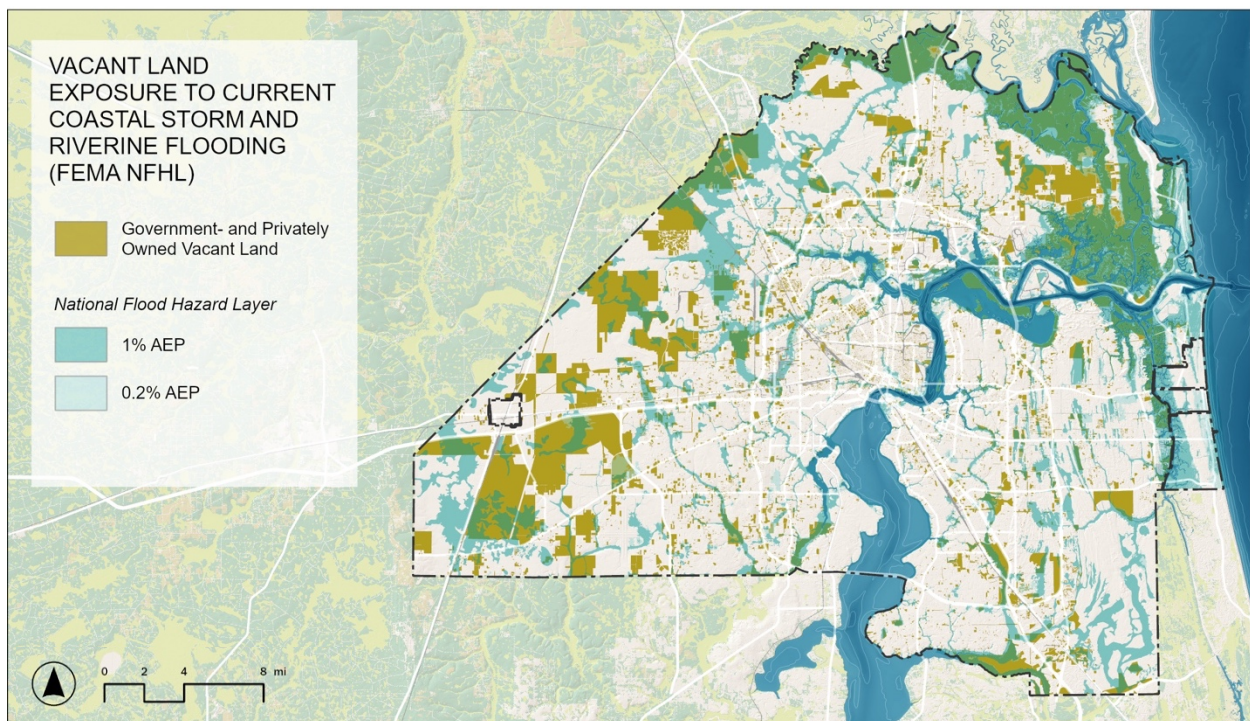 VACANT LAND
EXPOSURE TO CURRENT
COASTAL STORM AND
RIVERINE FLOODING
(FEMA NFHL)
Government- and Privately
Owned Vacant Land
National Flood Hazard Layer
1% AEP
0.2% AEP
0 2 4 8 mi